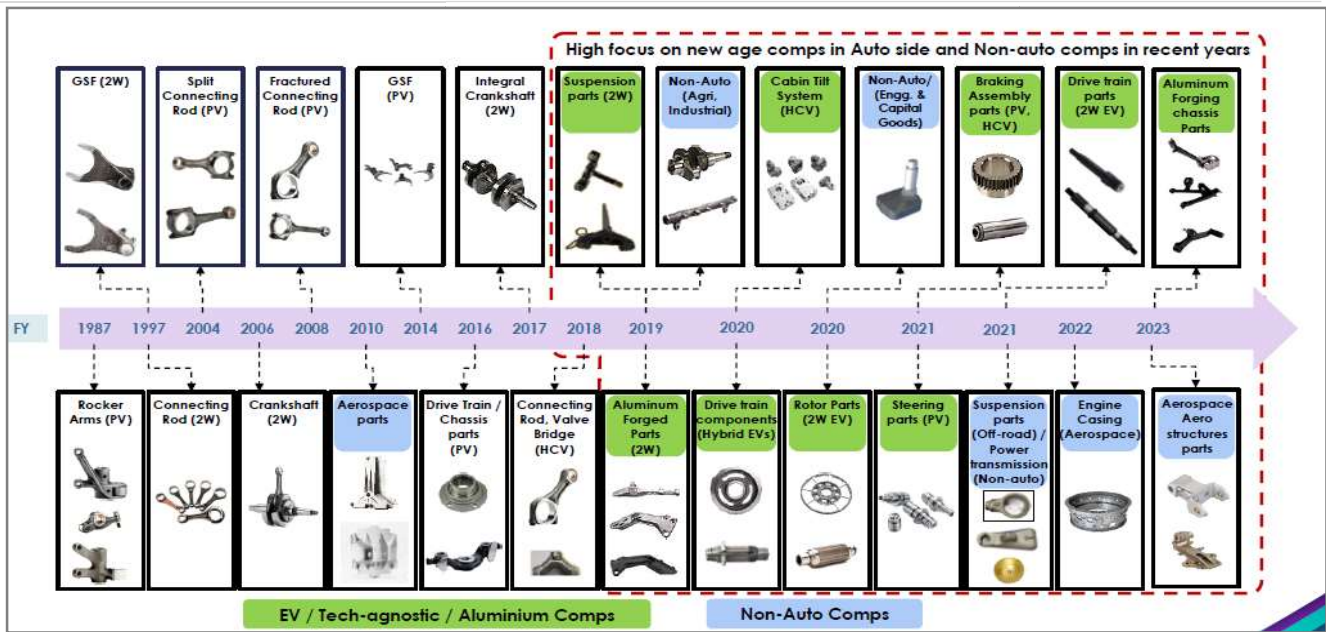 High focus on new age comps in Auto side and Non-auto comps in recent years
GSF (2W)
Split
Connecting
Rod (PV)
Fractured
Connecting
Rod (PV)
GSF
(PV)
Integral
Crankshaft
(2W)
Suspension
parts (2W)
Non-Auto
(Agri,
Industrial)
Cabin Tilt
System
(HCV)
Non-Auto/
(Engg. &
Capital
Goods)
Braking
Assembly
parts (PV,
HCV)
Drive train
parts
(2W EV)
Aluminum
Forging
chassis
Parts
FY
1987
1997
2004
2006
2008
2010
2014
2016
2017
2018
2019
2020
2020
2021
2021
2022
2023
Rocker
Arms (PV)
Connecting
Rod (2W)
Crankshaft
(2W)
Aerospace
parts
Drive Train /
Chassis
parts
(PV)
Connecting
Rod, Valve
Bridge
(HCV)
Aluminum
Forged
Parts
(2W)
Drive train
components
(Hybrid EVs)
Rotor Parts
(2W EV)
Steering
parts (PV)
Suspension
parts
(Off-road) /
Power
transmission
(Non-auto)
Engine
Casing
(Aerospace)
Aerospace
Aero
structures
parts
EV / Tech-agnostic / Aluminium Comps
Non-Auto Comps